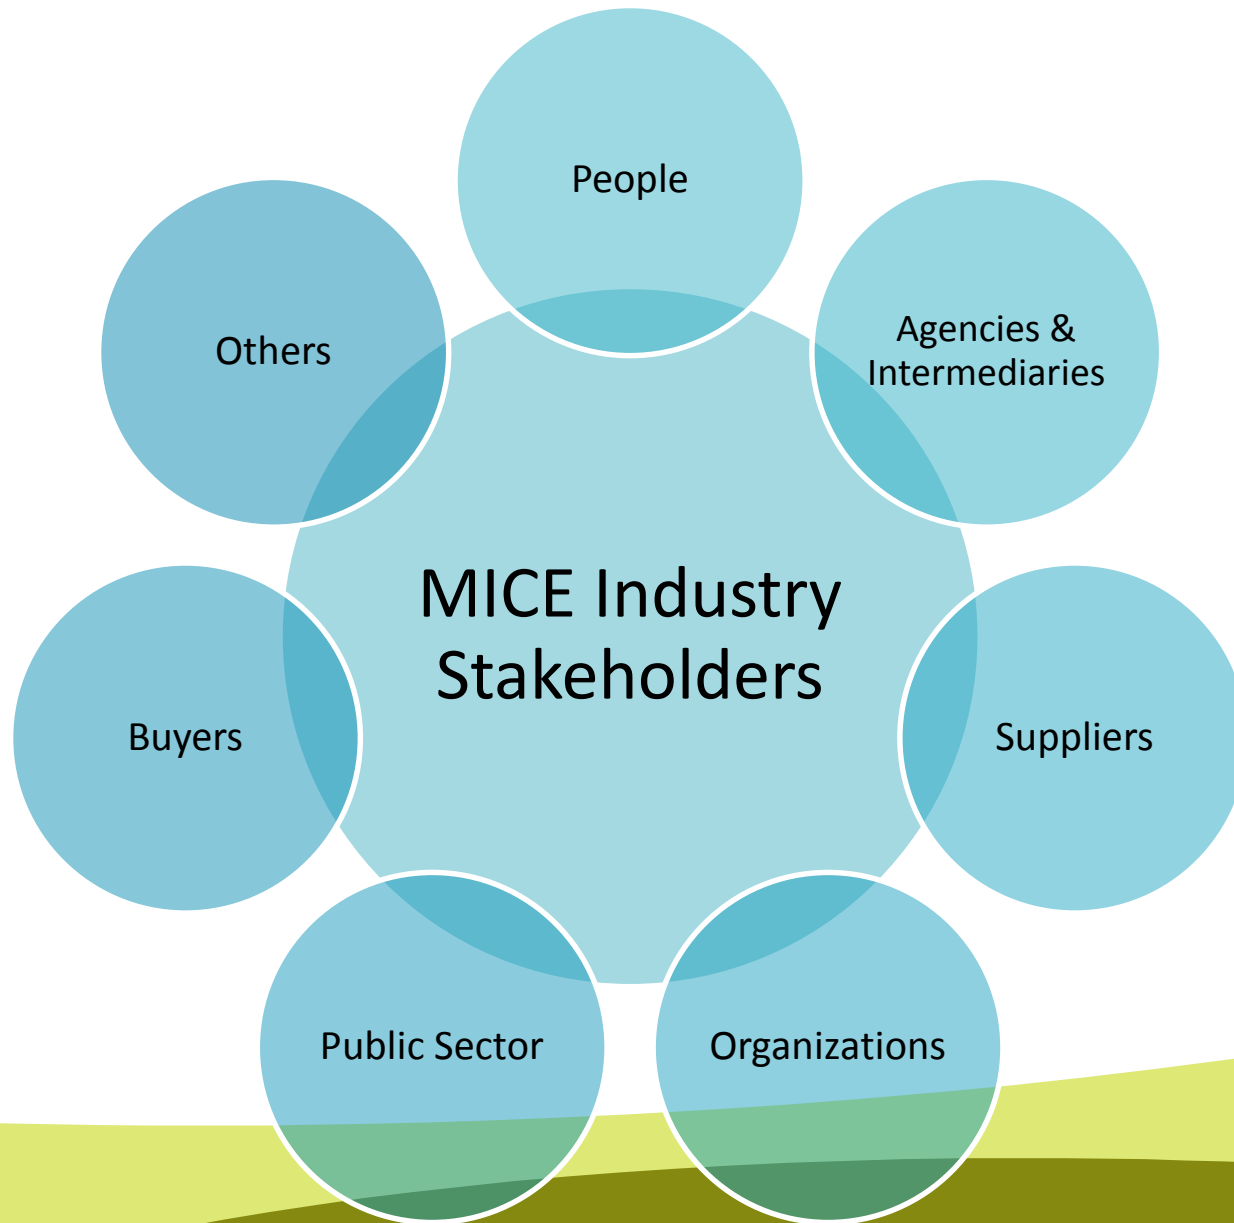 People
Agencies &
Intermediaries
Others
MICE Industry
Stakeholders
Buyers
Suppliers
Public Sector
Organizations